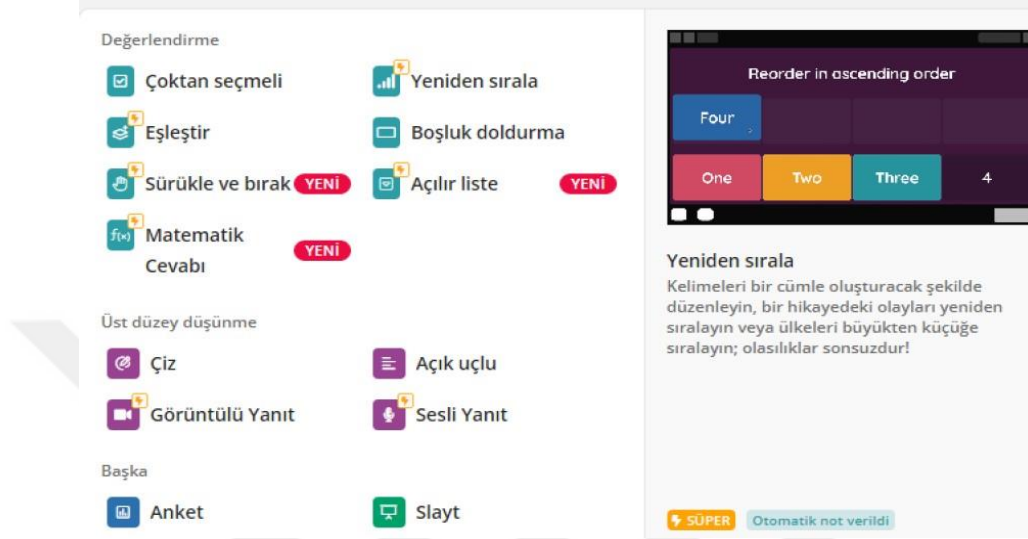 Değerlendirme
Çoktan seçmeli
Yeniden sırala
Eşleştir
Boşluk doldurma
Sürükle ve bırak YENİ
Açılır liste YENİ
f(x) Matematik
Cevabı YENİ
Üst düzey düşünme
Çiz
Açık uçlu
Görüntülü Yanıt
Sesli Yanıt
Başka
Anket
Slayt
Reorder in ascending order
Four
One Two Three 4
Yeniden sırala
Kelimeleri bir cümle oluşturacak şekilde
düzenleyin, bir hikayedeki olayları yeniden
sıralayın veya ülkeleri büyükten küçüğe
sıralayın; olasılıklar sonsuzdur!
SÜPER Otomatik not verildi